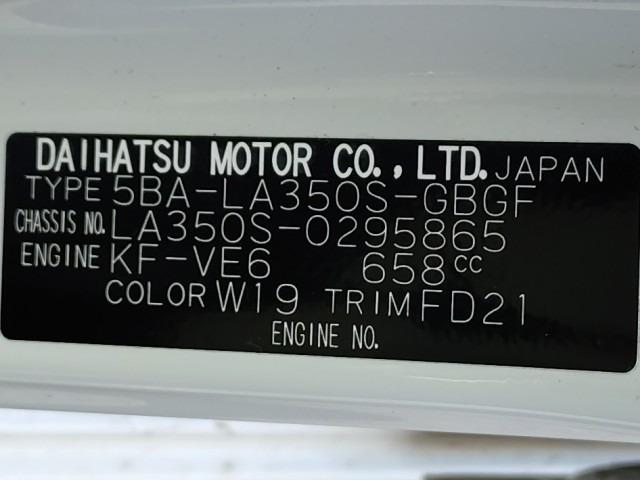 DAIHATSU MOTOR CO., LTD. JAPAN
TYPE 5BA-LA350S-GBGF
CHASSIS NO. LA350S-0295865
ENGINE KF-VE6 658cc
COLOR W19 TRIM FD21
ENGINE NO.